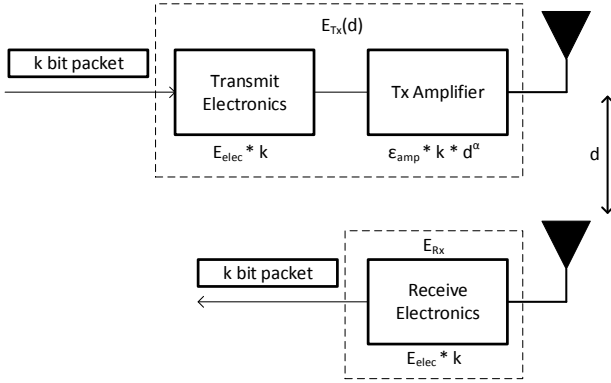 E_Tx(d)
k bit packet
Transmit
Electronics
Tx Amplifier
E_elec * k
ε_amp * k * d^α
d
E_Rx
k bit packet
Receive
Electronics
E_elec * k